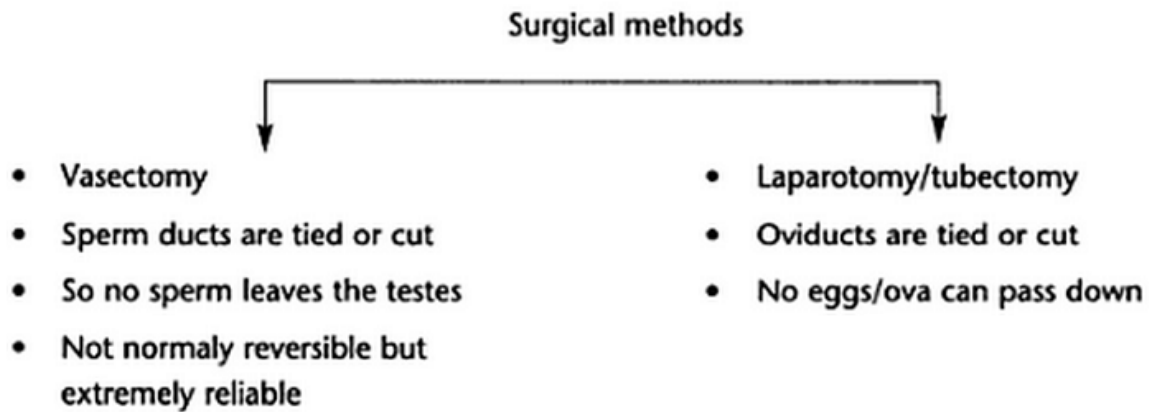 Surgical methods
• Vasectomy
• Sperm ducts are tied or cut
• So no sperm leaves the testes
• Not normaly reversible but
extremely reliable
• Laparotomy/tubectomy
• Oviducts are tied or cut
• No eggs/ova can pass down